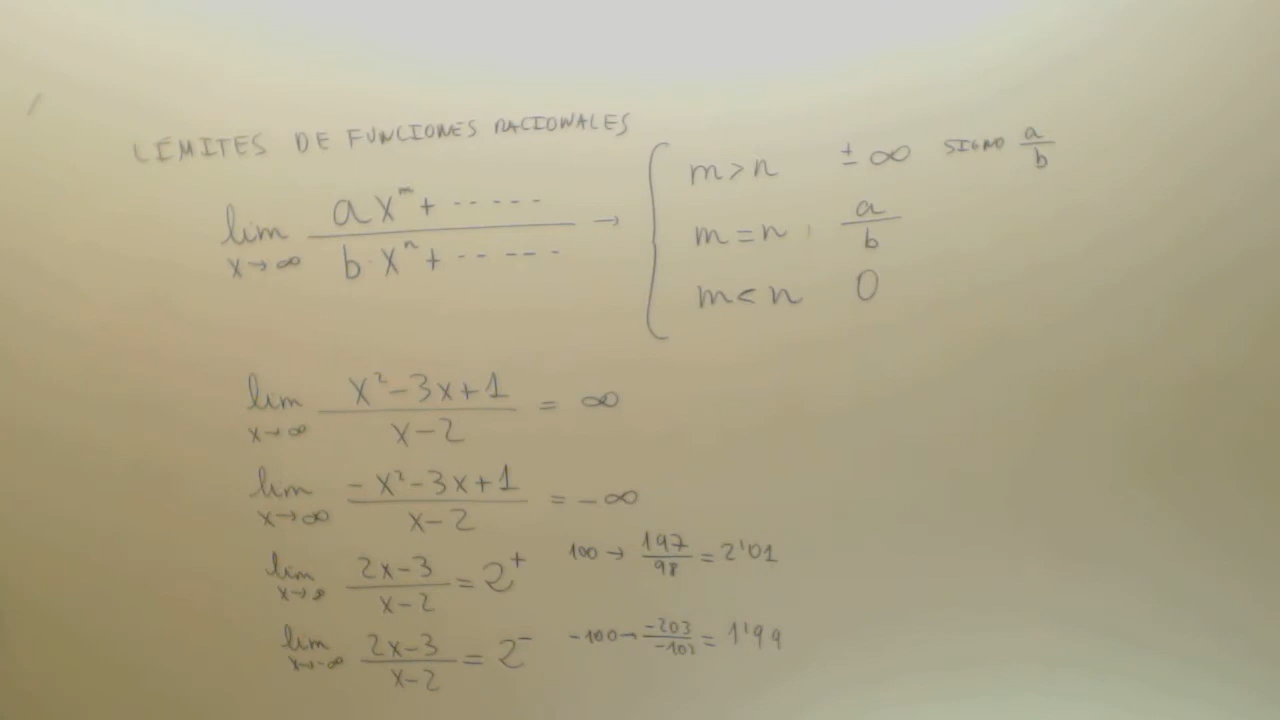 LÍMITES DE FUNCIONES RACIONALES
lim x→∞ (ax^m + ·····)/(b·x^n + ······) → { m>n ±∞ SIGNO a/b
m=n a/b
m<n 0
lim x→∞ (x²-3x+1)/(x-2) = ∞
lim x→∞ (-x²-3x+1)/(x-2) = -∞
lim x→∞ (2x-3)/(x-2) = 2⁺ 100→ 197/98 = 2'01
lim x→-∞ (2x-3)/(x-2) = 2⁻ -100→ -203/-102 = 1'99